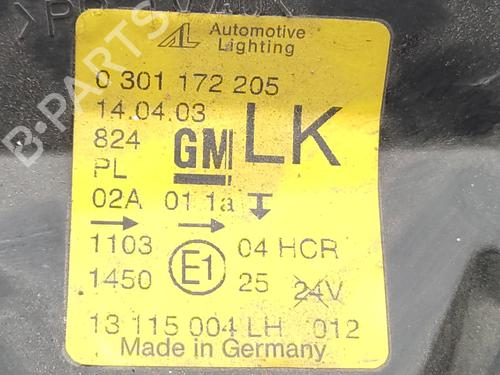 AL Automotive
Lighting
0 301 172 205
14.04.03
824 GM LK
PL
02A 01 1a
1103 04 HCR
1450 E1 25 24V
13 115 004 LH 012
Made in Germany
B-PARTS